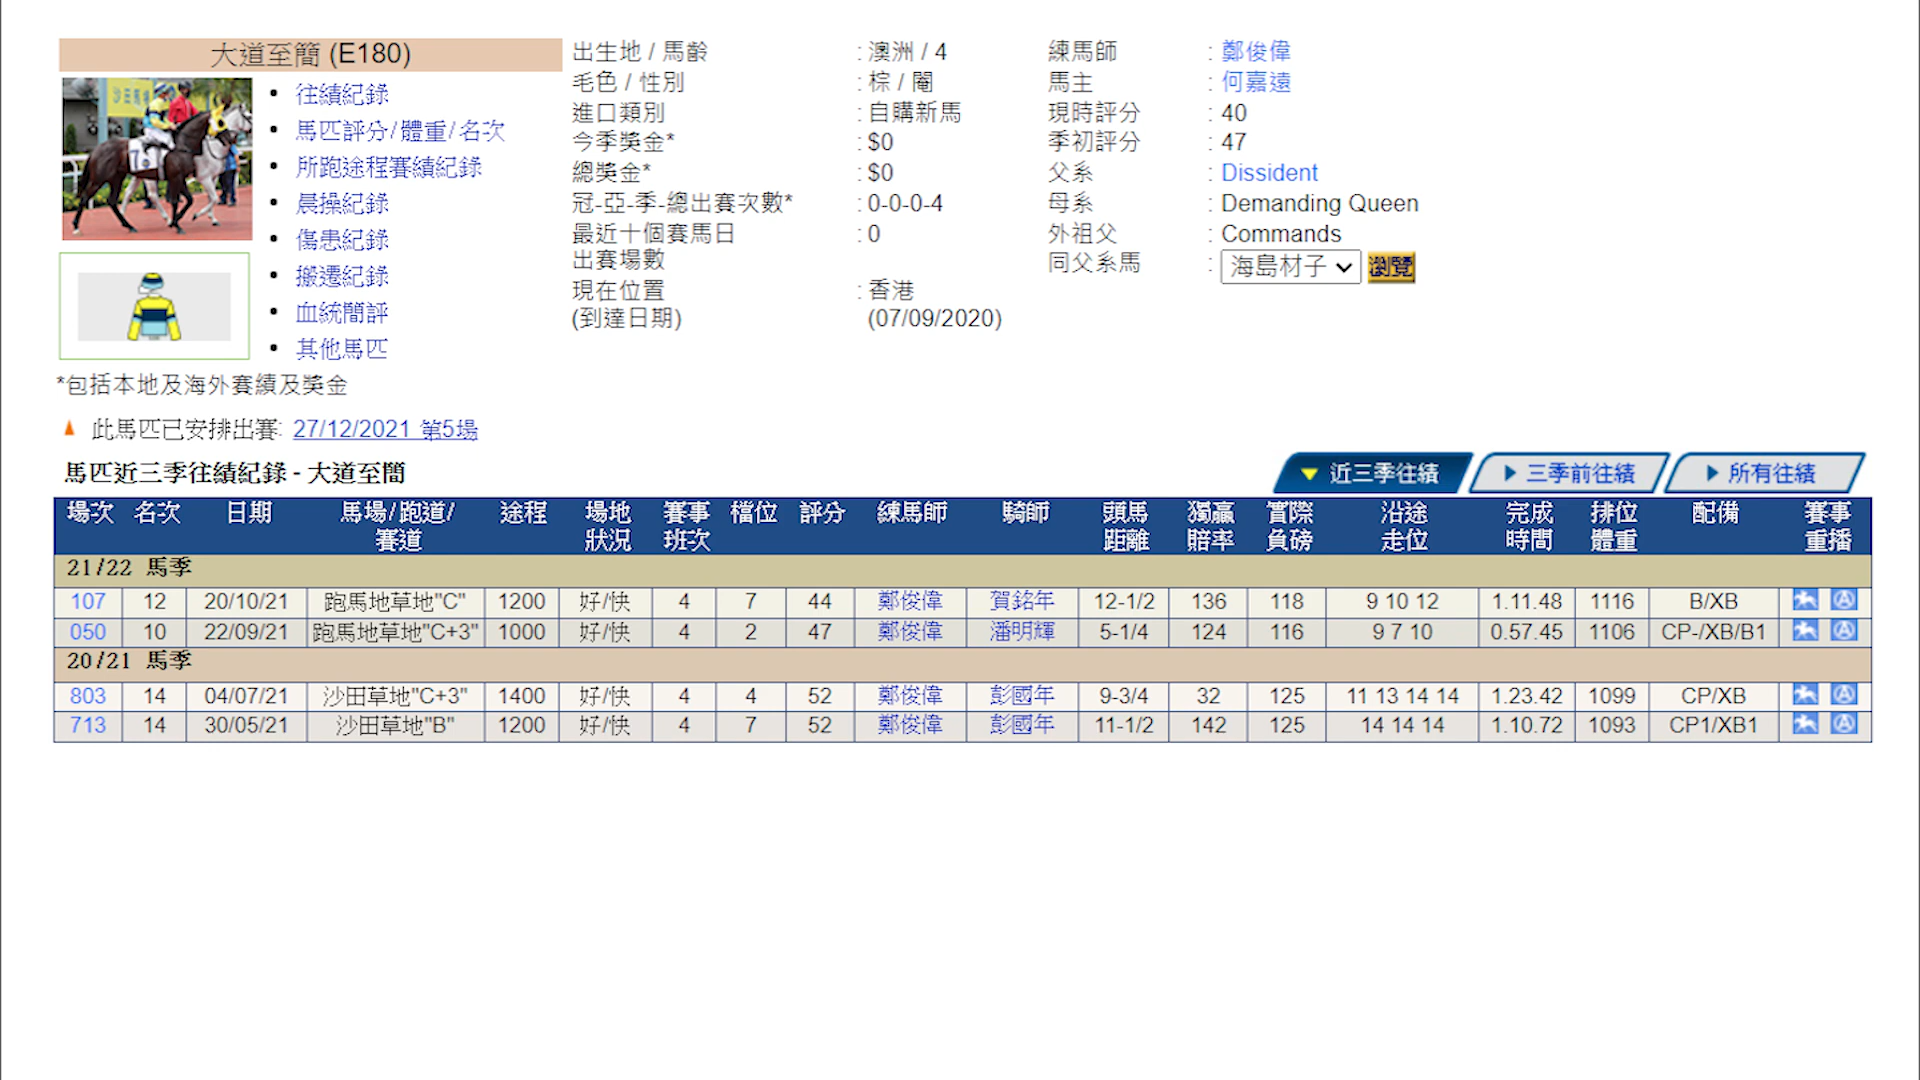 大道至簡 (E180)
往績紀錄
馬匹評分/體重/名次
所跑途程賽績紀錄
晨操紀錄
傷患紀錄
搬遷紀錄
血統簡評
其他馬匹
出生地 / 馬齡 : 澳洲 / 4
毛色 / 性別 : 棕 / 閹
進口類別 : 自購新馬
今季獎金* : $0
總獎金* : $0
冠-亞-季-總出賽次數* : 0-0-0-4
最近十個賽馬日 : 0
出賽場數
現在位置 : 香港
(到達日期) (07/09/2020)
練馬師 : 鄭俊偉
馬主 : 何嘉遠
現時評分 : 40
季初評分 : 47
父系 : Dissident
母系 : Demanding Queen
外祖父 : Commands
同父系馬 : 海島材子 瀏覽
*包括本地及海外賽績及獎金
此馬匹已安排出賽: 27/12/2021 第5場
馬匹近三季往績紀錄 - 大道至簡
近三季往績 三季前往績 所有往績
場次 名次 日期 馬場/跑道/ 途程 場地 賽事 檔位 評分 練馬師 騎師 頭馬 獨贏 實際 沿途 完成 排位 配備 賽事
賽道 狀況 班次 距離 賠率 負磅 走位 時間 體重 重播
21/22 馬季
107 12 20/10/21 跑馬地草地"C" 1200 好/快 4 7 44 鄭俊偉 賀銘年 12-1/2 136 118 9 10 12 1.11.48 1116 B/XB
050 10 22/09/21 跑馬地草地"C+3" 1000 好/快 4 2 47 鄭俊偉 潘明輝 5-1/4 124 116 9 7 10 0.57.45 1106 CP-/XB/B1
20/21 馬季
803 14 04/07/21 沙田草地"C+3" 1400 好/快 4 4 52 鄭俊偉 彭國年 9-3/4 32 125 11 13 14 14 1.23.42 1099 CP/XB
713 14 30/05/21 沙田草地"B" 1200 好/快 4 7 52 鄭俊偉 彭國年 11-1/2 142 125 14 14 14 1.10.72 1093 CP1/XB1